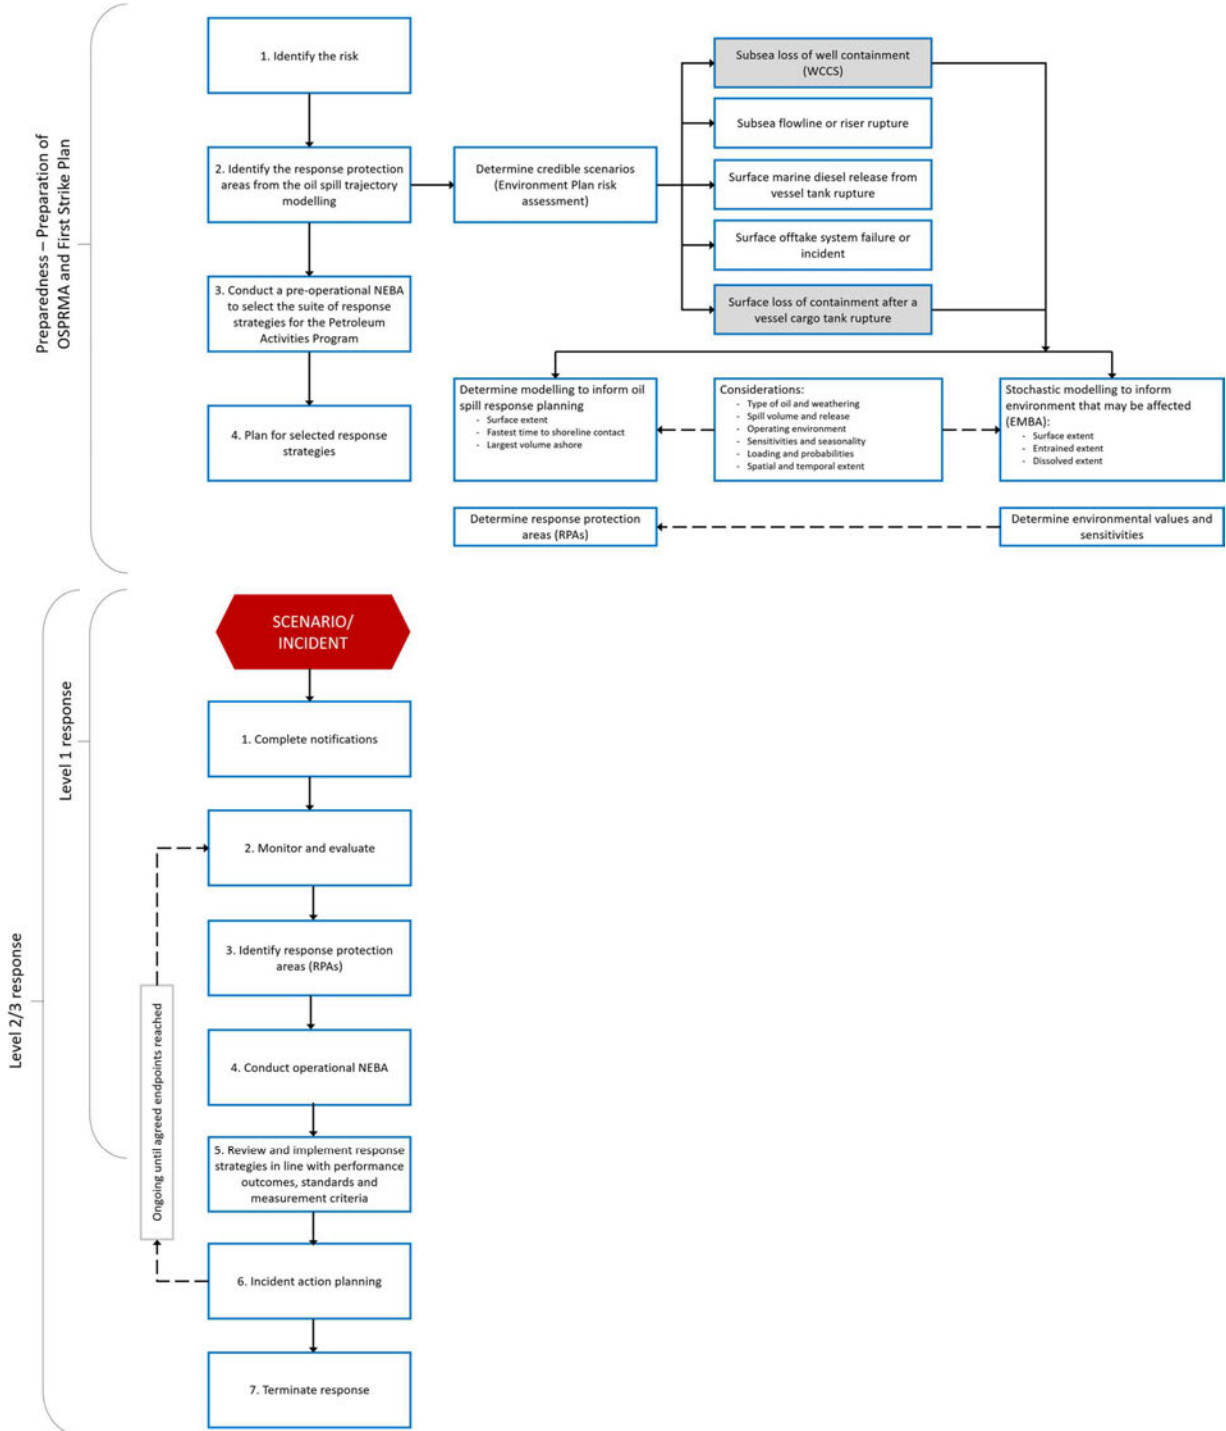 Preparedness – Preparation of
OSPRMA and First Strike Plan
1. Identify the risk
2. Identify the response protection
areas from the oil spill trajectory
modelling
3. Conduct a pre-operational NEBA
to select the suite of response
strategies for the Petroleum
Activities Program
4. Plan for selected response
strategies
Determine credible scenarios
(Environment Plan risk
assessment)
Subsea loss of well containment
(WCCS)
Subsea flowline or riser rupture
Surface marine diesel release from
vessel tank rupture
Surface offtake system failure or
incident
Surface loss of containment after a
vessel cargo tank rupture
Determine modelling to inform oil
spill response planning
- Surface extent
- Fastest time to shoreline contact
- Largest volume ashore
Considerations:
- Type of oil and weathering
- Spill volume and release
- Operating environment
- Sensitivities and seasonality
- Loading and probabilities
- Spatial and temporal extent
Stochastic modelling to inform
environment that may be affected
(EMBA):
- Surface extent
- Entrained extent
- Dissolved extent
Determine response protection
areas (RPAs)
Determine environmental values and
sensitivities
Level 2/3 response
Level 1 response
SCENARIO/
INCIDENT
1. Complete notifications
2. Monitor and evaluate
3. Identify response protection
areas (RPAs)
4. Conduct operational NEBA
5. Review and implement response
strategies in line with performance
outcomes, standards and
measurement criteria
6. Incident action planning
7. Terminate response
Ongoing until agreed endpoints reached